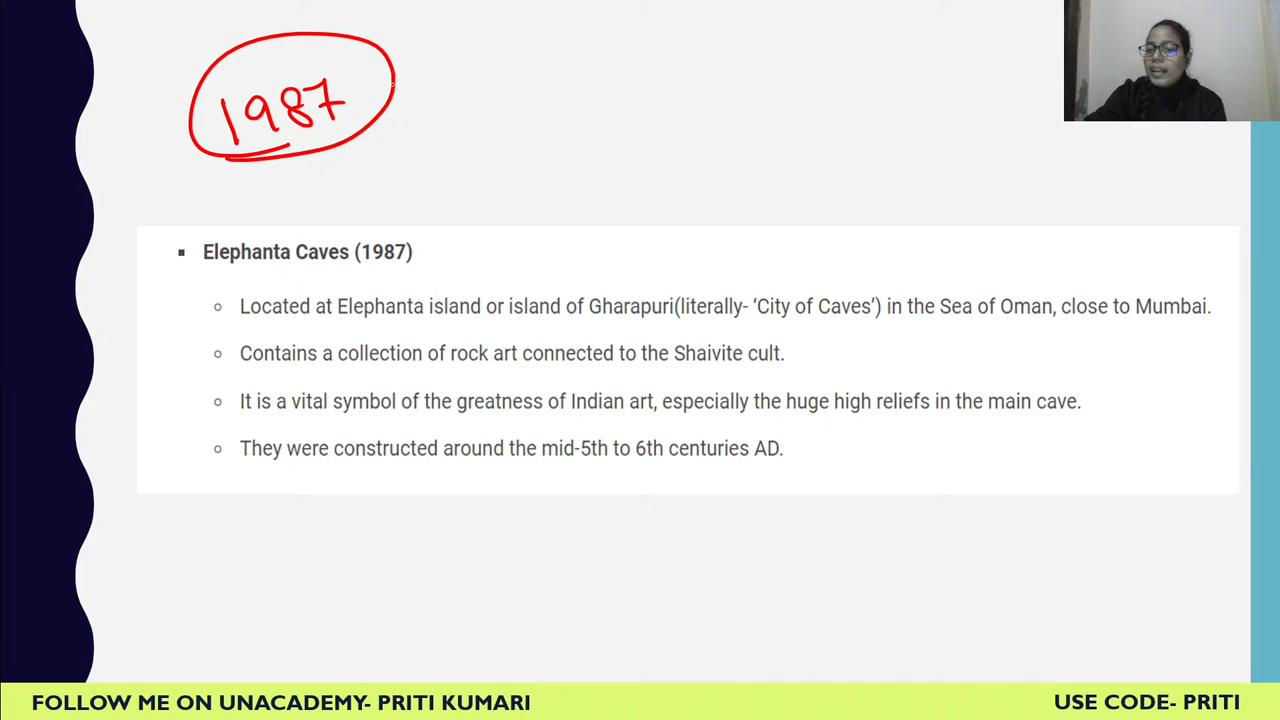 1987
Elephanta Caves (1987)
Located at Elephanta island or island of Gharapuri(literally- ‘City of Caves’) in the Sea of Oman, close to Mumbai.
Contains a collection of rock art connected to the Shaivite cult.
It is a vital symbol of the greatness of Indian art, especially the huge high reliefs in the main cave.
They were constructed around the mid-5th to 6th centuries AD.
FOLLOW ME ON UNACADEMY- PRITI KUMARI
USE CODE- PRITI